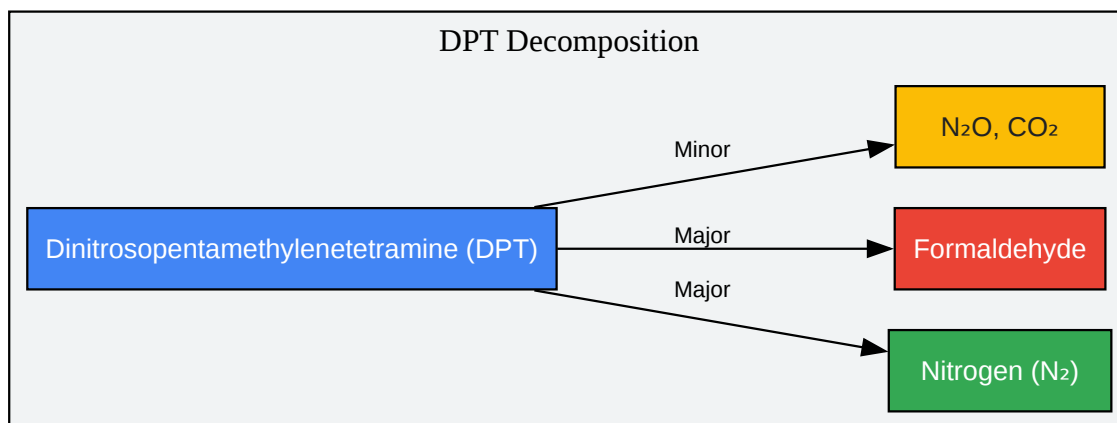 DPT Decomposition
N₂O, CO₂
Minor
Dinitrosopentamethylenetetramine (DPT)
Major
Formaldehyde
Major
Nitrogen (N₂)